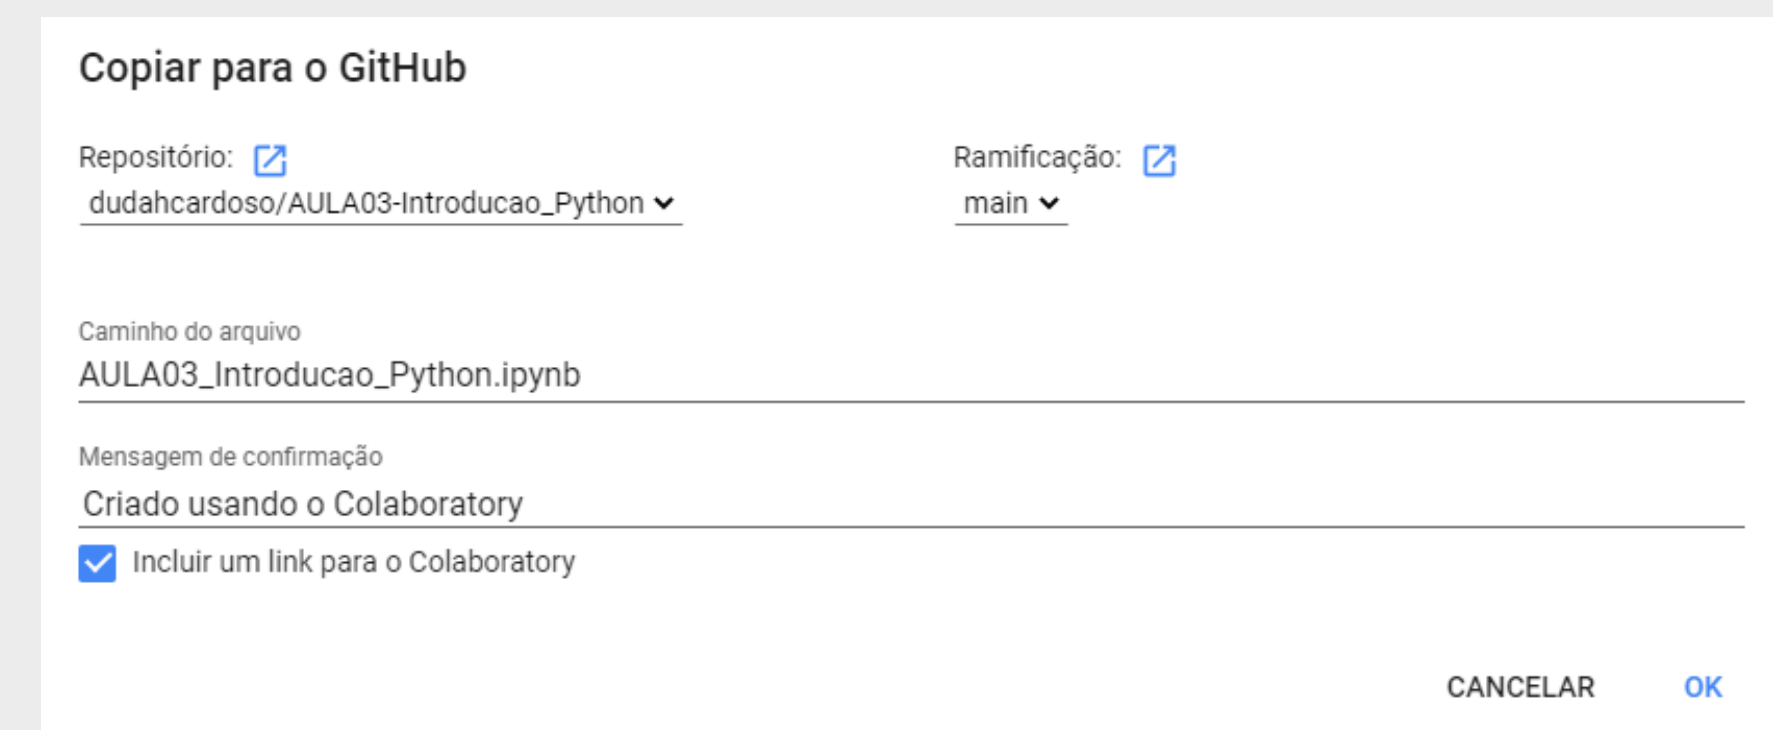 Copiar para o GitHub
Repositório:
Ramificação:
dudahcardoso/AULA03-Introducao_Python
main
Caminho do arquivo
AULA03_Introducao_Python.ipynb
Mensagem de confirmação
Criado usando o Colaboratory
Incluir um link para o Colaboratory
CANCELAR
OK